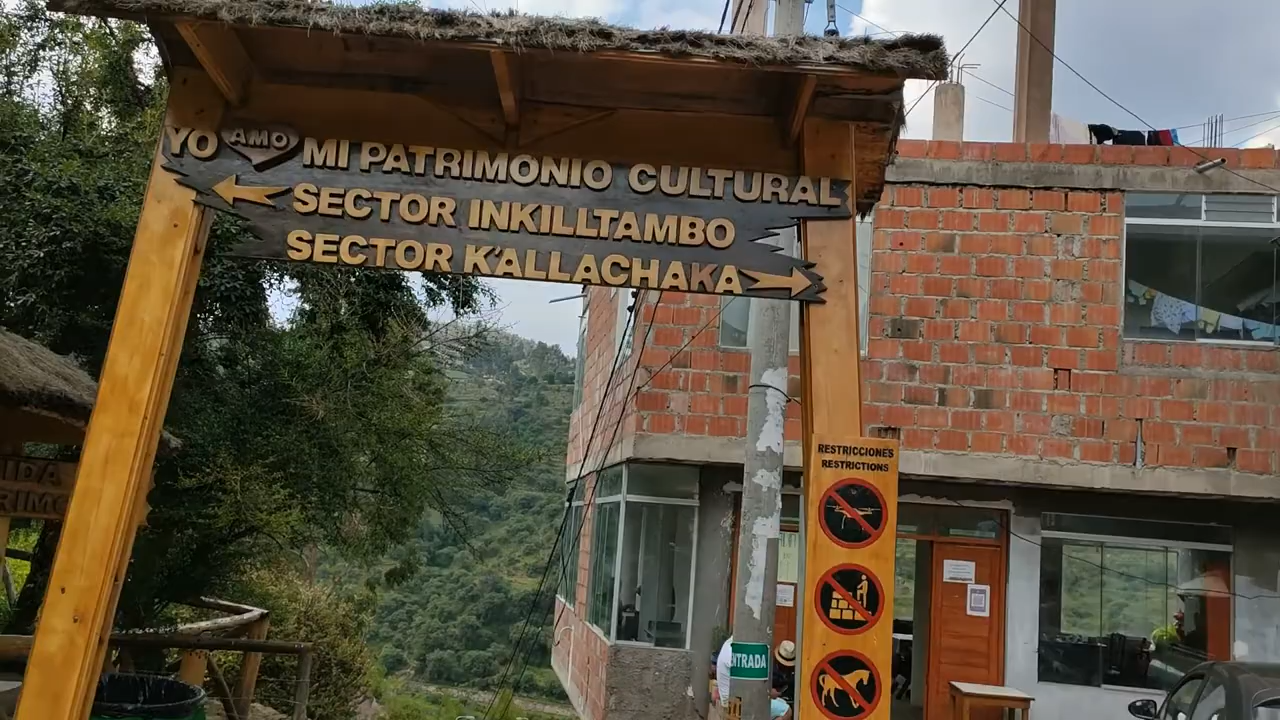 YO AMO MI PATRIMONIO CULTURAL
SECTOR INKILLTAMBO
SECTOR K'ALLACHAKA
RESTRICCIONES
RESTRICTIONS
ENTRADA